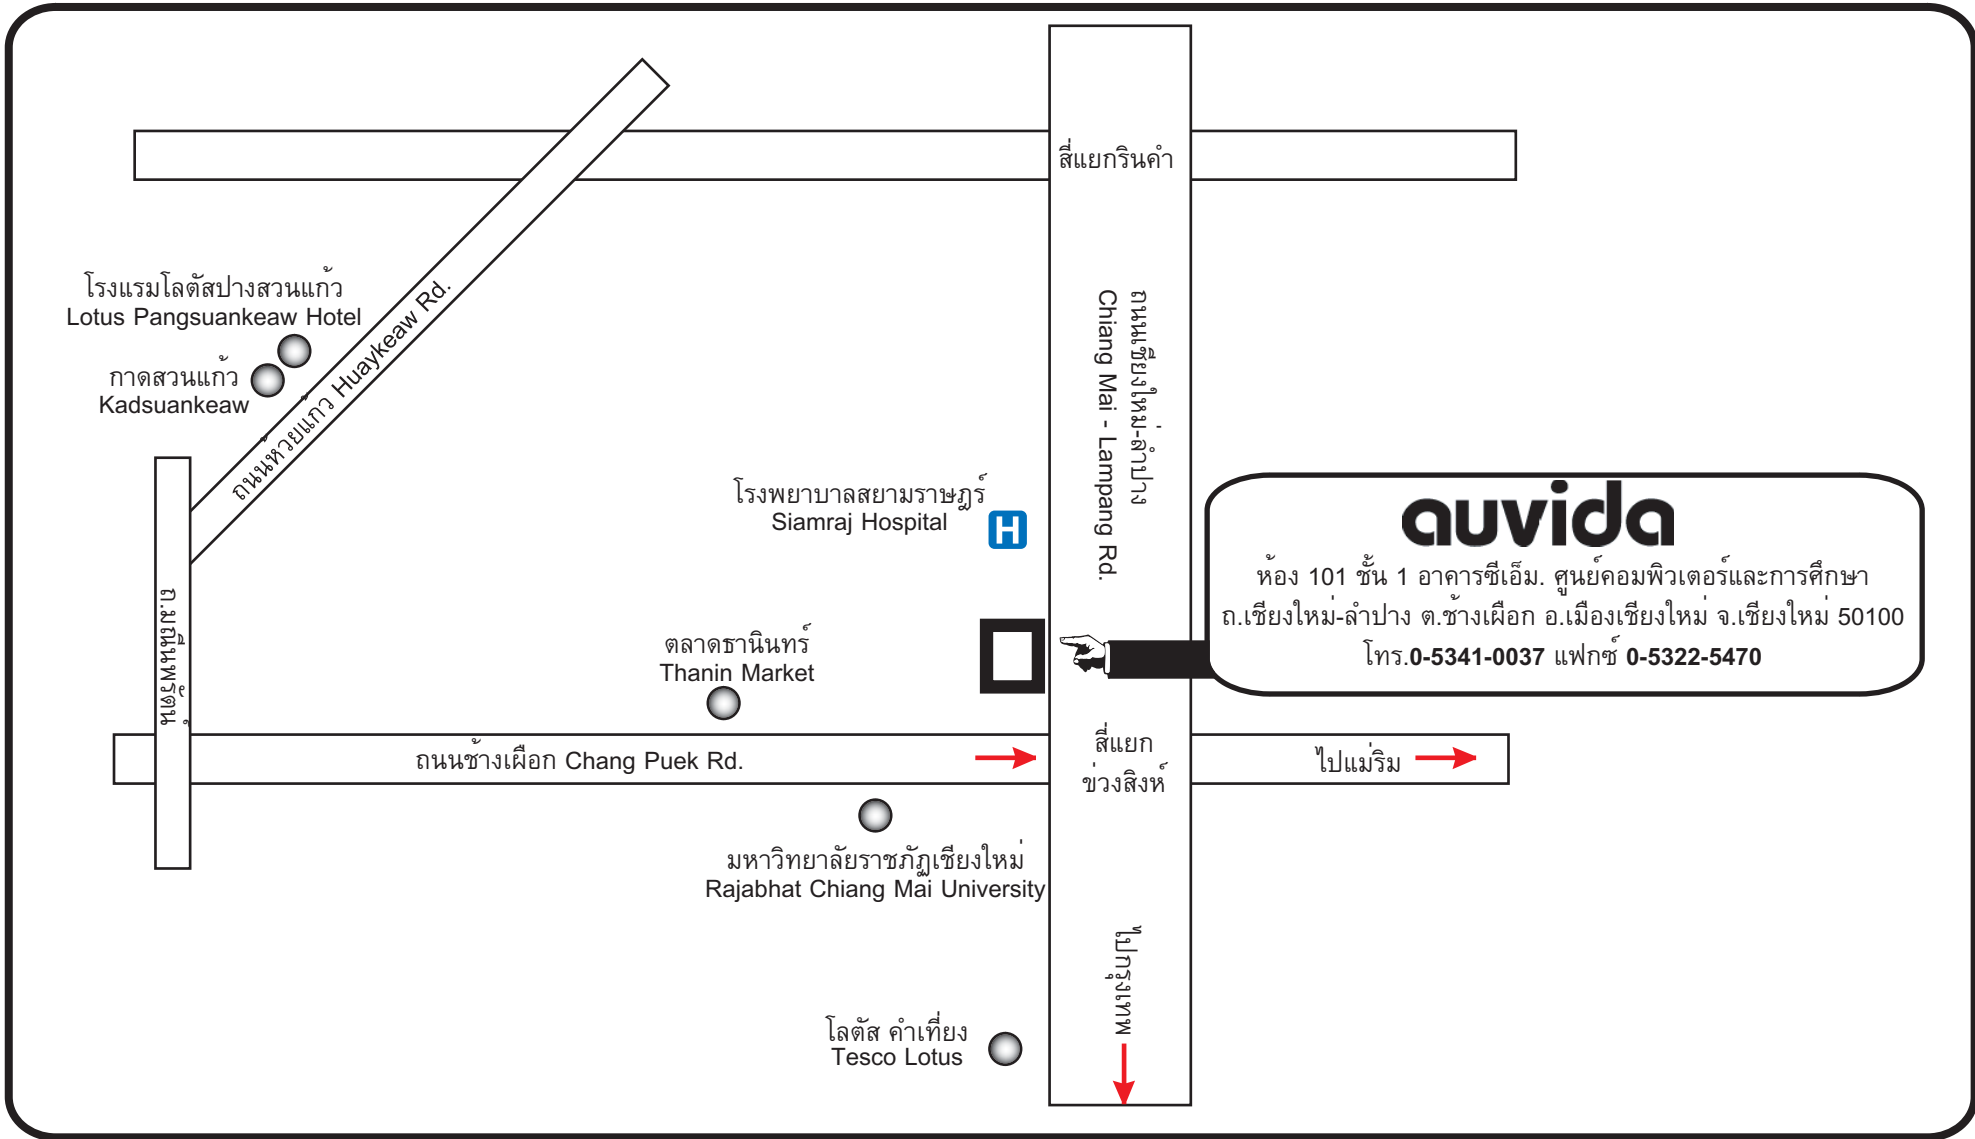 สี่แยกรินคำ
โรงแรมโลตัสปางสวนแก้ว
Lotus Pangsuankeaw Hotel
กาดสวนแก้ว
Kadsuankeaw
ถนนห้วยแก้ว Huaykeaw Rd.
ถนนเชียงใหม่-ลำปาง
Chiang Mai - Lampang Rd.
โรงพยาบาลสยามราษฎร์
Siamraj Hospital
H
auvida
ห้อง 101 ชั้น 1 อาคารซีเอ็ม. ศูนย์คอมพิวเตอร์และการศึกษา
ถ.เชียงใหม่-ลำปาง ต.ช้างเผือก อ.เมืองเชียงใหม่ จ.เชียงใหม่ 50100
โทร.0-5341-0037 แฟกซ์ 0-5322-5470
ถ.มณีนพรัตน์
ตลาดธานินทร์
Thanin Market
ถนนช้างเผือก Chang Puek Rd.
สี่แยก
ข่วงสิงห์
ไปแม่ริม
มหาวิทยาลัยราชภัฏเชียงใหม่
Rajabhat Chiang Mai University
ไปกรุงเทพ
โลตัส คำเที่ยง
Tesco Lotus